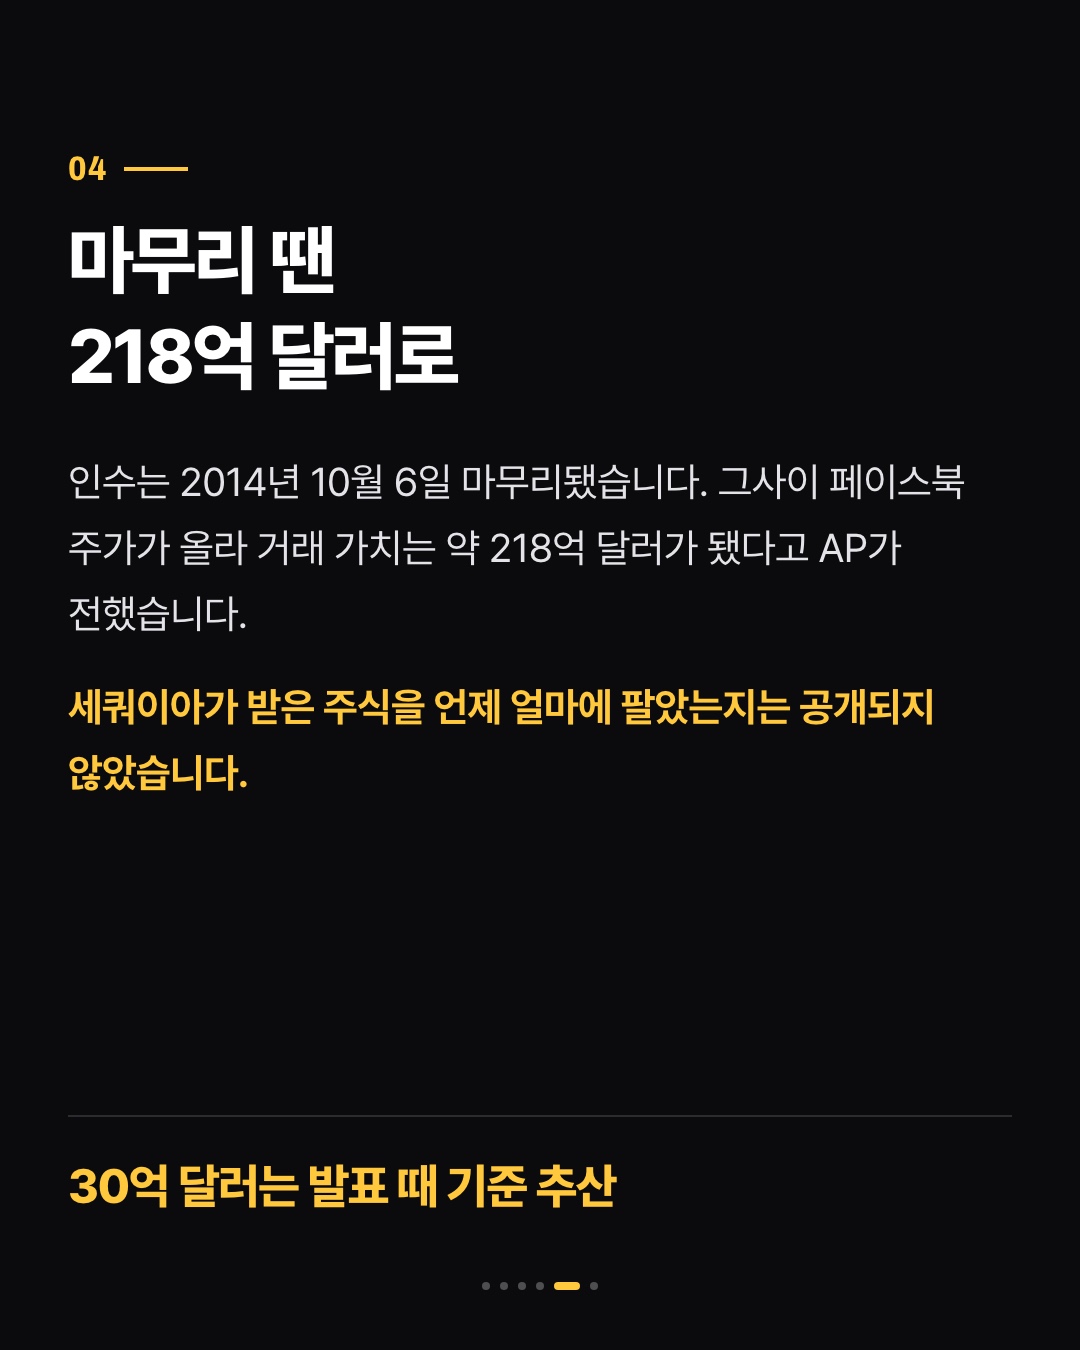 04
마무리 땐
218억 달러로
인수는 2014년 10월 6일 마무리됐습니다. 그사이 페이스북
주가가 올라 거래 가치는 약 218억 달러가 됐다고 AP가
전했습니다.
세쿼이아가 받은 주식을 언제 얼마에 팔았는지는 공개되지
않았습니다.
30억 달러는 발표 때 기준 추산